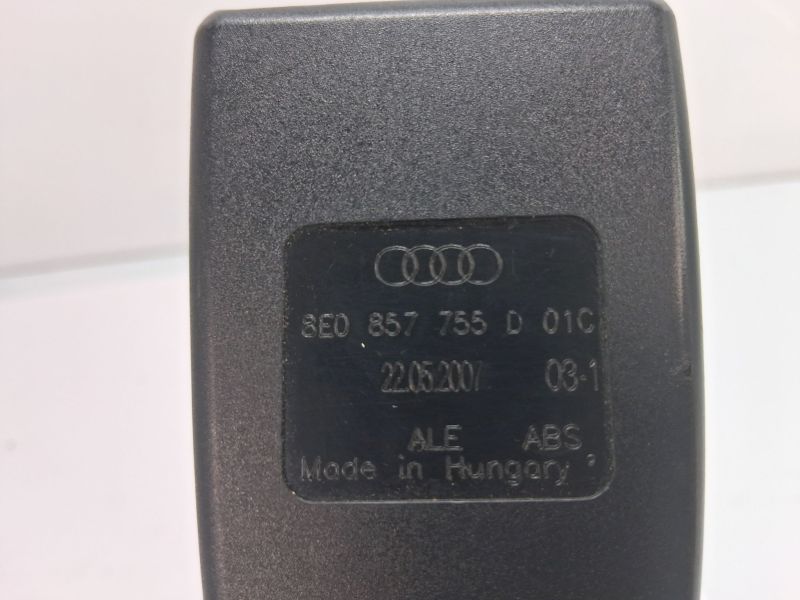 8E0 857 755 D 01C
22.05.2007 03-1
ALE ABS
Made in Hungary